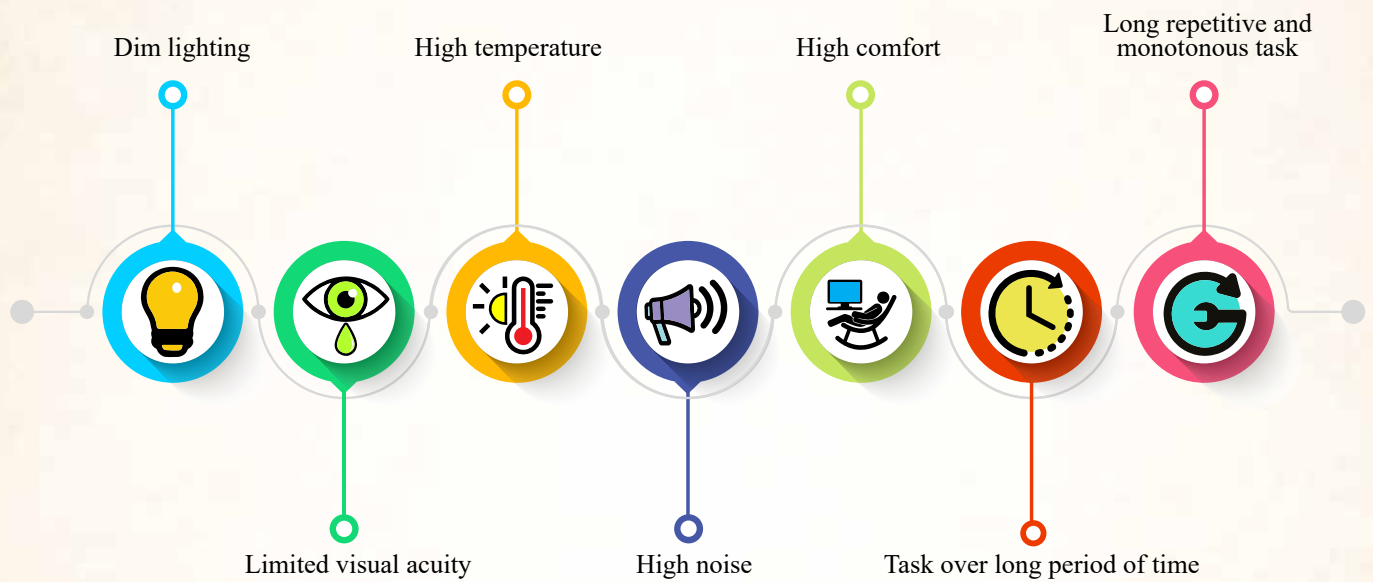 Dim lighting
High temperature
High comfort
Long repetitive and
monotonous task
Limited visual acuity
High noise
Task over long period of time